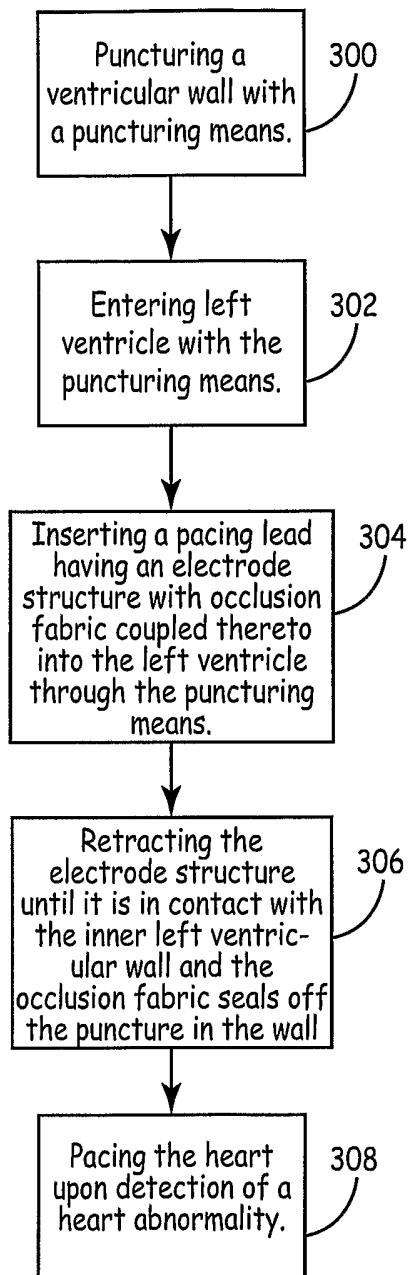 Puncturing a
ventricular wall with
a puncturing means.
300
Entering left
ventricle with the
puncturing means.
302
Inserting a pacing lead
having an electrode
structure with occlusion
fabric coupled thereto
into the left ventricle
through the puncturing
means.
304
Retracting the
electrode structure
until it is in contact with
the inner left ventric-
ular wall and the
occlusion fabric seals off
the puncture in the wall
306
Pacing the heart
upon detection of a
heart abnormality.
308